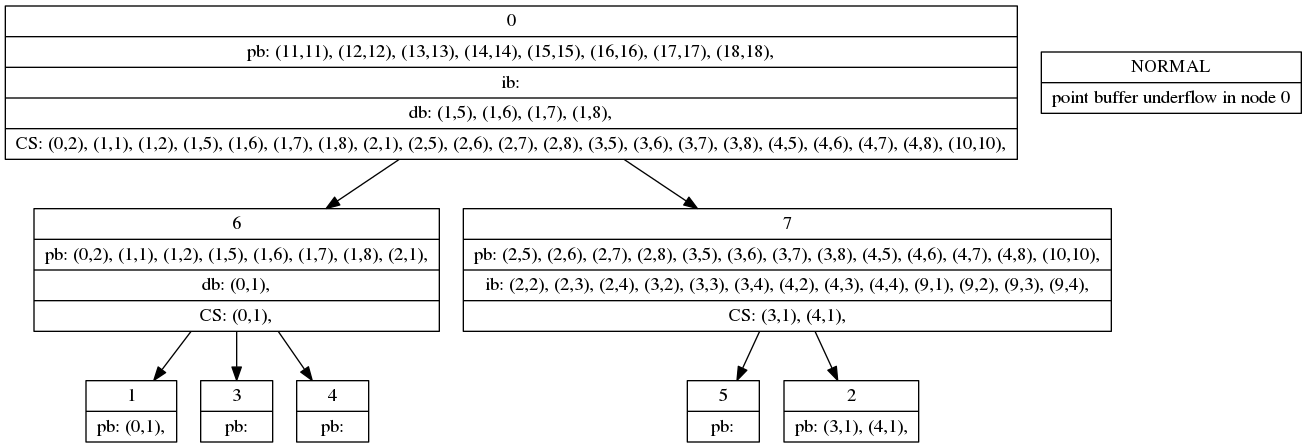 0
pb: (11,11), (12,12), (13,13), (14,14), (15,15), (16,16), (17,17), (18,18),
ib:
db: (1,5), (1,6), (1,7), (1,8),
CS: (0,2), (1,1), (1,2), (1,5), (1,6), (1,7), (1,8), (2,1), (2,5), (2,6), (2,7), (2,8), (3,5), (3,6), (3,7), (3,8), (4,5), (4,6), (4,7), (4,8), (10,10),
NORMAL
point buffer underflow in node 0
6
pb: (0,2), (1,1), (1,2), (1,5), (1,6), (1,7), (1,8), (2,1),
db: (0,1),
CS: (0,1),
7
pb: (2,5), (2,6), (2,7), (2,8), (3,5), (3,6), (3,7), (3,8), (4,5), (4,6), (4,7), (4,8), (10,10),
ib: (2,2), (2,3), (2,4), (3,2), (3,3), (3,4), (4,2), (4,3), (4,4), (9,1), (9,2), (9,3), (9,4),
CS: (3,1), (4,1),
1
pb: (0,1),
3
pb:
4
pb:
5
pb:
2
pb: (3,1), (4,1),